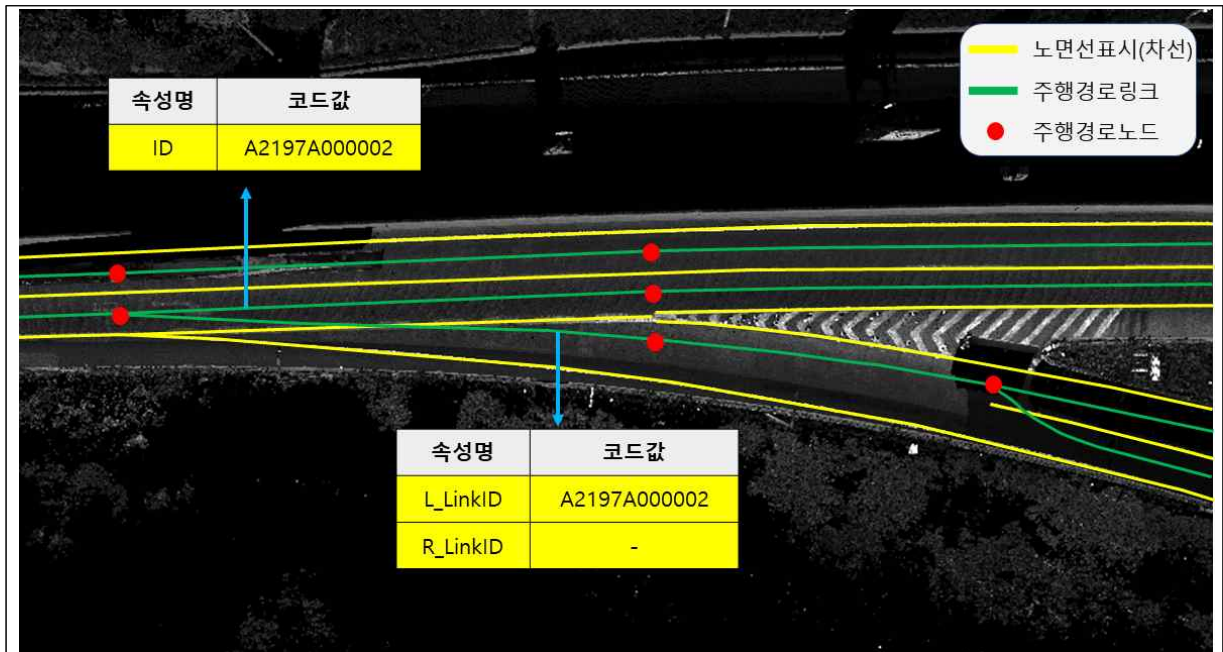 노면선표시(차선)
주행경로링크
주행경로노드
속성명 코드값
ID A2197A000002
속성명 코드값
L_LinkID A2197A000002
R_LinkID -